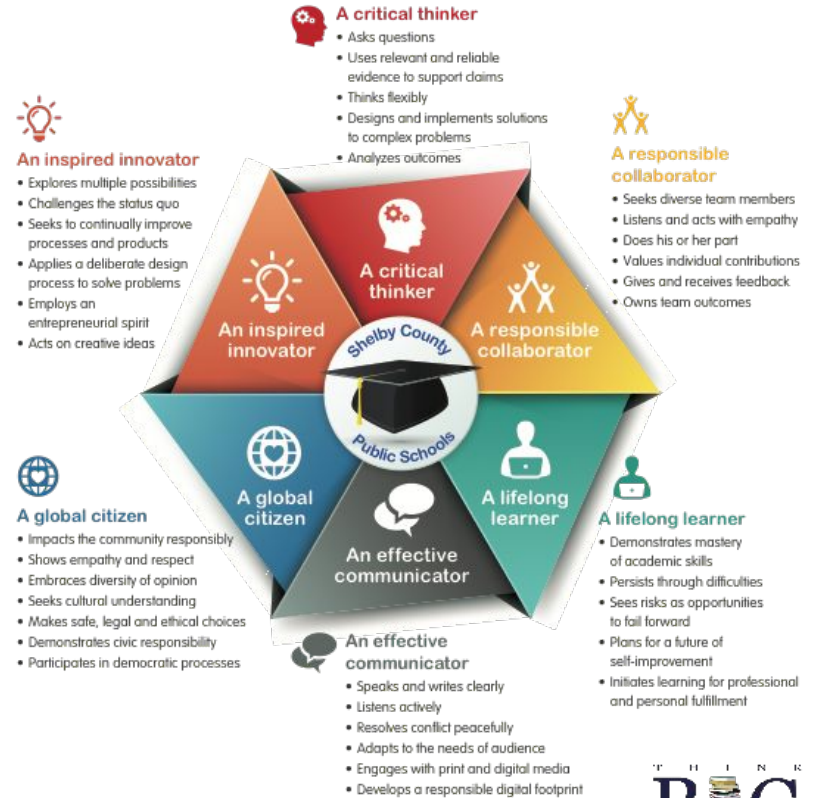 A critical thinker
• Asks questions
• Uses relevant and reliable
evidence to support claims
• Thinks flexibly
• Designs and implements solutions
to complex problems
• Analyzes outcomes
An inspired innovator
• Explores multiple possibilities
• Challenges the status quo
• Seeks to continually improve
processes and products
• Applies a deliberate design
process to solve problems
• Employs an
entrepreneurial spirit
• Acts on creative ideas
A responsible
collaborator
• Seeks diverse team members
• Listens and acts with empathy
• Does his or her part
• Values individual contributions
• Gives and receives feedback
• Owns team outcomes
A critical
thinker
An inspired
innovator
A responsible
collaborator
Shelby County
Public Schools
A global
citizen
A lifelong
learner
An effective
communicator
A global citizen
• Impacts the community responsibly
• Shows empathy and respect
• Embraces diversity of opinion
• Seeks cultural understanding
• Makes safe, legal and ethical choices
• Demonstrates civic responsibility
• Participates in democratic processes
A lifelong learner
• Demonstrates mastery
of academic skills
• Persists through difficulties
• Sees risks as opportunities
to fail forward
• Plans for a future of
self-improvement
• Initiates learning for professional
and personal fulfillment
An effective
communicator
• Speaks and writes clearly
• Listens actively
• Resolves conflict peacefully
• Adapts to the needs of audience
• Engages with print and digital media
• Develops a responsible digital footprint
THINK